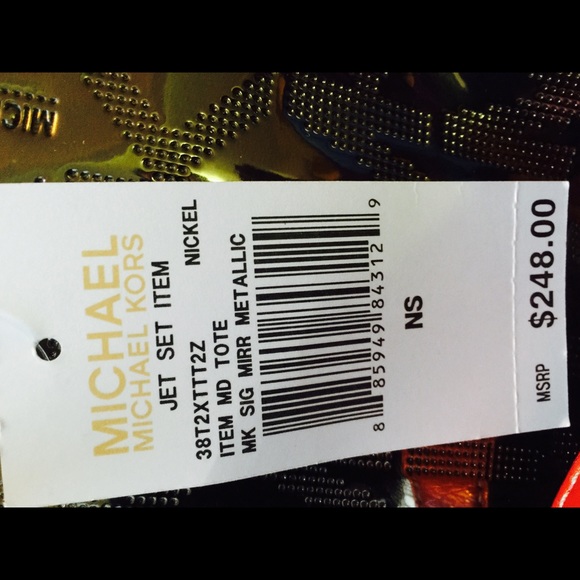 MICHAEL
MICHAEL KORS
JET SET ITEM
NICKEL
38T2XTTT2Z
ITEM MD TOTE
MK SIG MIRR METALLIC
8 85949 84312 9
NS
MSRP $248.00